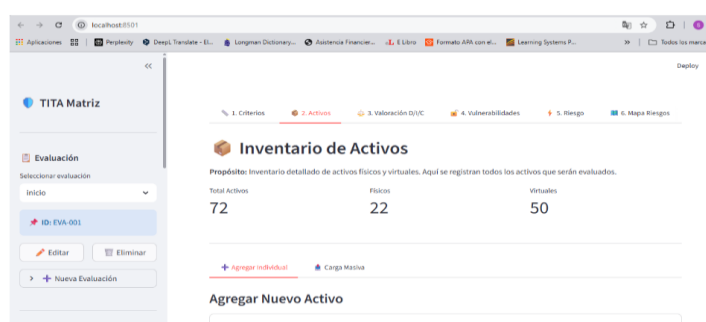 localhost:8501
Aplicaciones Perplexity DeepL Translate – El... Longman Dictionary... Asistensia Financier... E Libro Formato APA con el... Learning Systems P... » Todos los marca
Deploy
TITA Matriz
Evaluación
Seleccionar evaluación
inicio
ID: EVA-001
Editar Eliminar
Nueva Evaluación
1. Criterios 2. Activos 3. Valoración D/I/C 4. Vulnerabilidades 5. Riesgo 6. Mapa Riesgos
Inventario de Activos
Propósito: Inventario detallado de activos físicos y virtuales. Aquí se registran todos los activos que serán evaluados.
Total Activos Físicos Virtuales
72 22 50
Agregar Individual Carga Masiva
Agregar Nuevo Activo